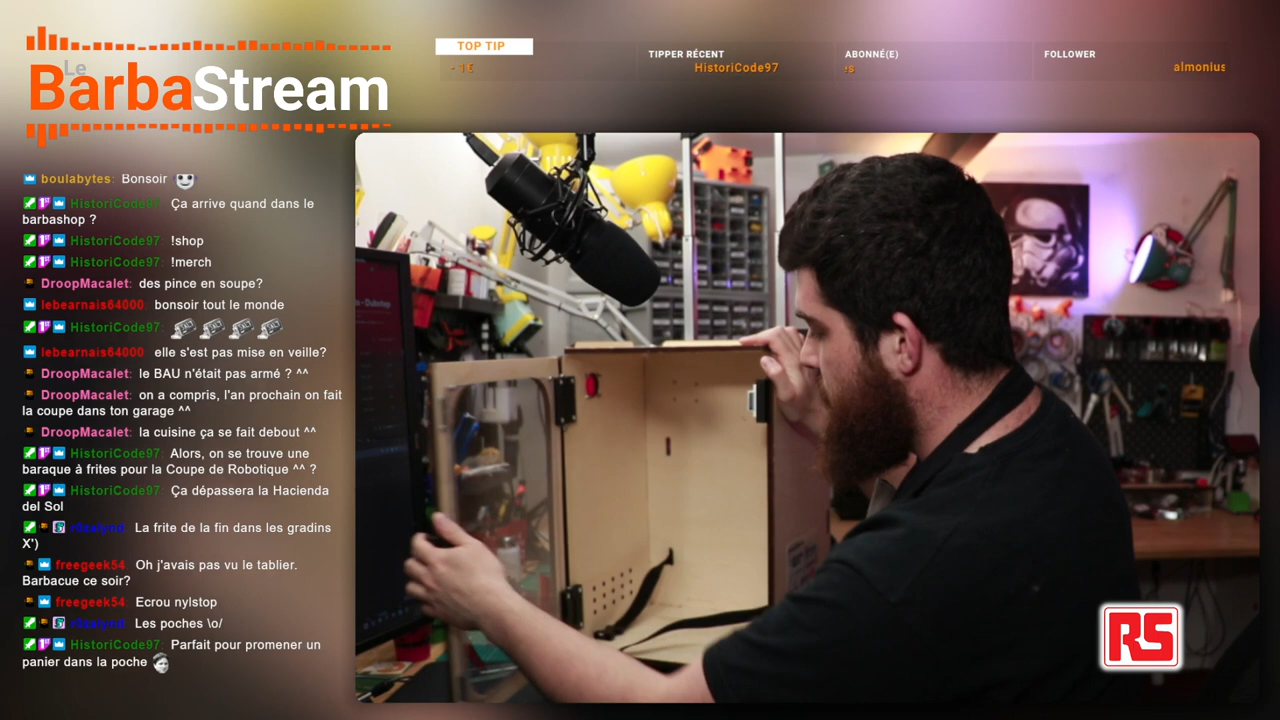 Le
BarbaStream
TOP TIP
- 1€
TIPPER RÉCENT
HistoriCode97
ABONNÉ(E)
FOLLOWER
almonius
boulabytes: Bonsoir
HistoriCode97: Ça arrive quand dans le
barbashop ?
HistoriCode97: !shop
HistoriCode97: !merch
DroopMacalet: des pince en soupe?
lebearnais64000: bonsoir tout le monde
HistoriCode97:
lebearnais64000: elle s'est pas mise en veille?
DroopMacalet: le BAU n'était pas armé ? ^^
DroopMacalet: on a compris, l'an prochain on fait
la coupe dans ton garage ^^
DroopMacalet: la cuisine ça se fait debout ^^
HistoriCode97: Alors, on se trouve une
baraque à frites pour la Coupe de Robotique ^^ ?
HistoriCode97: Ça dépassera la Hacienda
del Sol
La frite de la fin dans les gradins
X')
freegeek54: Oh j'avais pas vu le tablier.
Barbacue ce soir?
freegeek54: Ecrou nylstop
Les poches \o/
HistoriCode97: Parfait pour promener un
panier dans la poche
RS